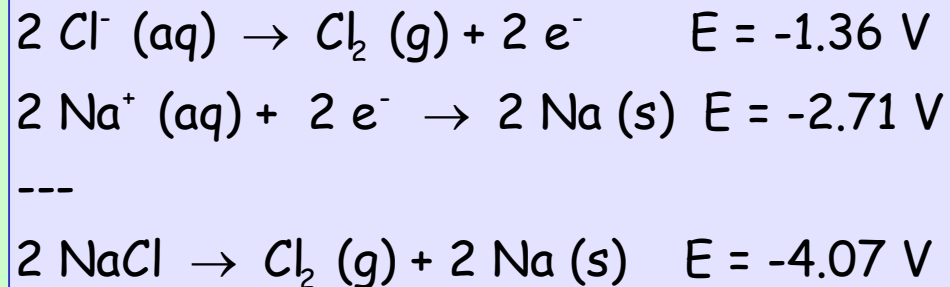 2 Cl⁻ (aq) → Cl₂ (g) + 2 e⁻ E = -1.36 V
2 Na⁺ (aq) + 2 e⁻ → 2 Na (s) E = -2.71 V
---
2 NaCl → Cl₂ (g) + 2 Na (s) E = -4.07 V